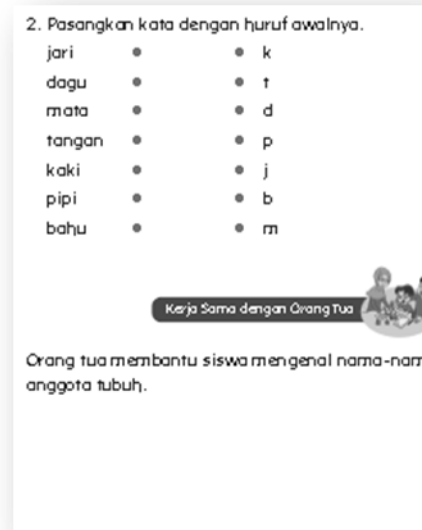 2. Pasangkan kata dengan huruf awalnya.
jari • • k
dagu • • t
mata • • d
tangan • • p
kaki • • j
pipi • • b
bahu • • m
Kerja Sama dengan Orang Tua
Orang tua membantu siswa mengenal nama-nam
anggota tubuh.